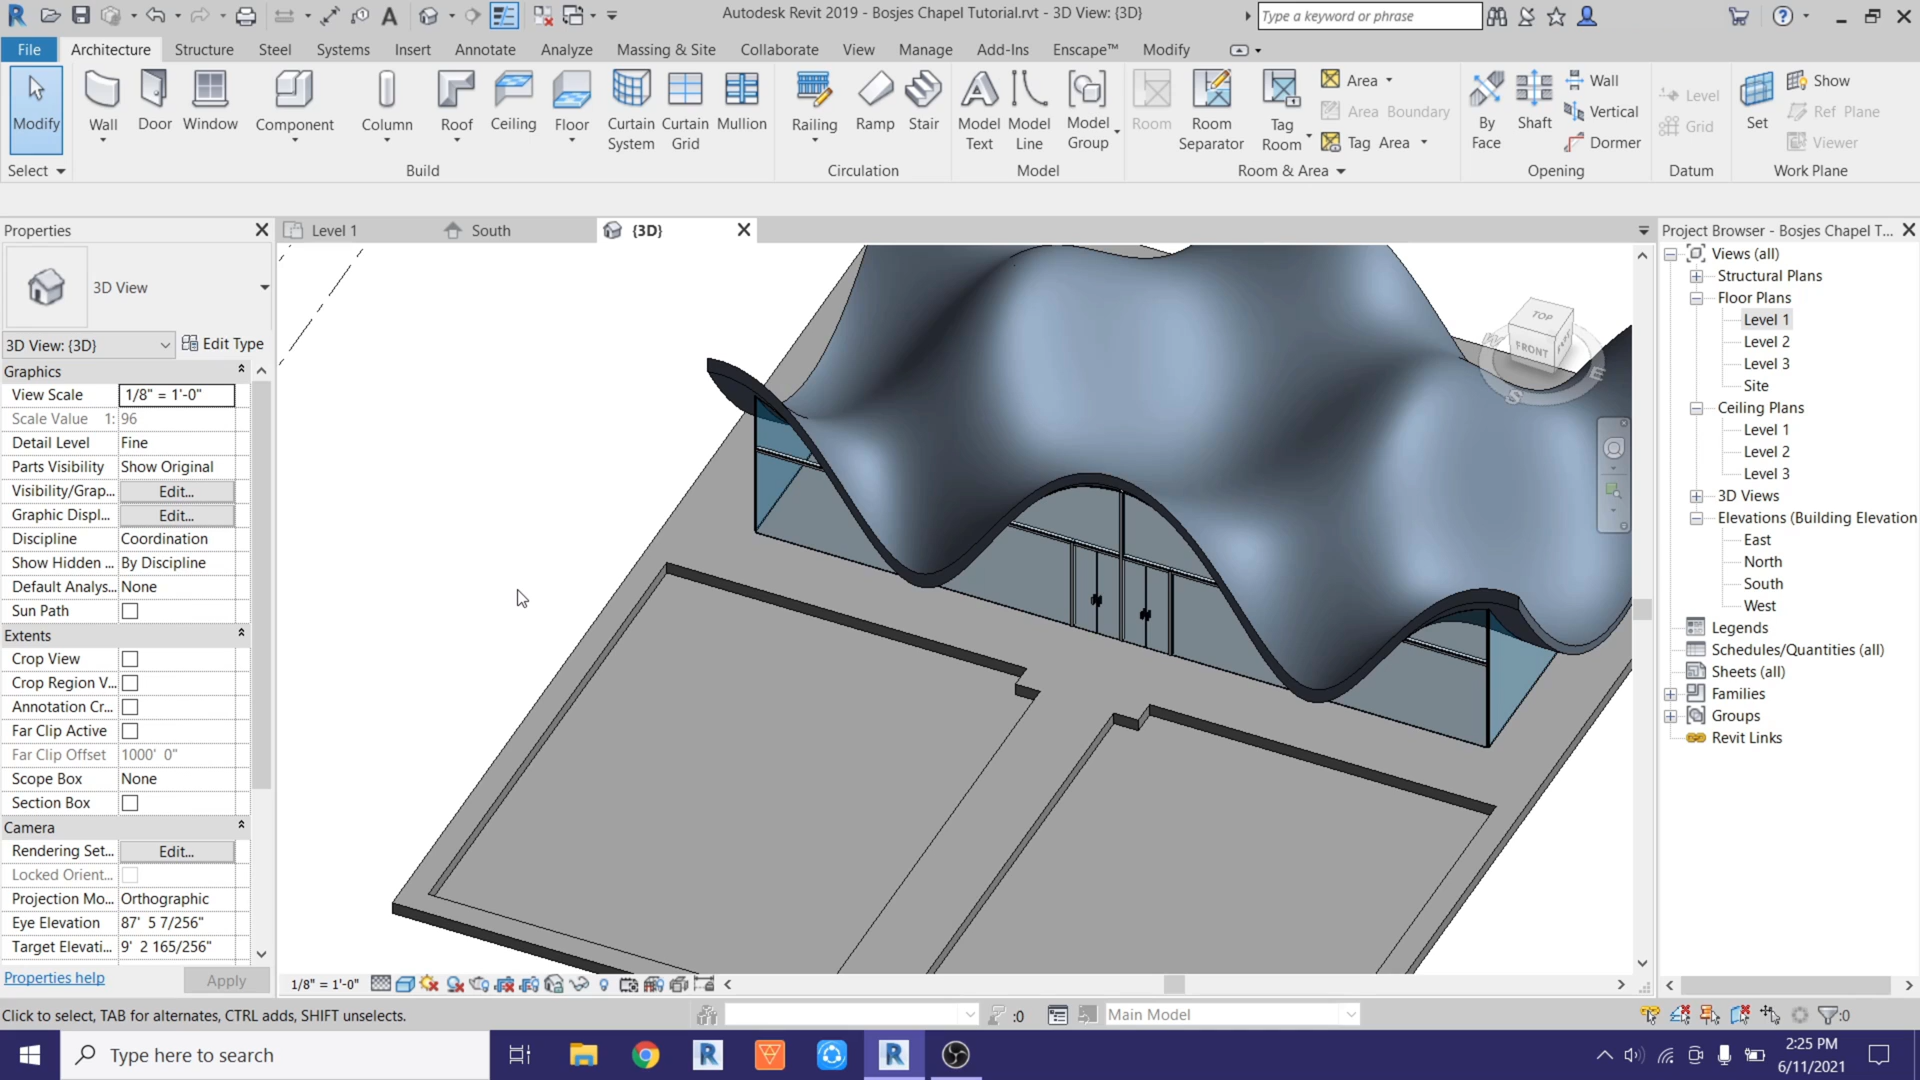 Autodesk Revit 2019 - Bosjes Chapel Tutorial.rvt - 3D View: {3D}
Type a keyword or phrase
File Architecture Structure Steel Systems Insert Annotate Analyze Massing & Site Collaborate View Manage Add-Ins Enscape™ Modify
Modify Wall Door Window Component Column Roof Ceiling Floor Curtain System Curtain Grid Mullion Railing Ramp Stair Model Text Model Line Model Group Room Room Separator Tag Room By Face Shaft Set
Area Wall Level Show
Area Boundary Vertical Grid Ref Plane
Tag Area Dormer Viewer
Select Build Circulation Model Room & Area Opening Datum Work Plane
Properties
Level 1 South {3D}
Project Browser - Bosjes Chapel T...
3D View
3D View: {3D} Edit Type
Graphics
View Scale 1/8" = 1'-0"
Scale Value 1: 96
Detail Level Fine
Parts Visibility Show Original
Visibility/Grap... Edit...
Graphic Displ... Edit...
Discipline Coordination
Show Hidden ... By Discipline
Default Analys... None
Sun Path
Extents
Crop View
Crop Region V...
Annotation Cr...
Far Clip Active
Far Clip Offset 1000' 0"
Scope Box None
Section Box
Camera
Rendering Set... Edit...
Locked Orient...
Projection Mo... Orthographic
Eye Elevation 87' 5 7/256"
Target Elevati... 9' 2 165/256"
Properties help Apply
TOP
FRONT
W
E
S
Views (all)
Structural Plans
Floor Plans
Level 1
Level 2
Level 3
Site
Ceiling Plans
Level 1
Level 2
Level 3
3D Views
Elevations (Building Elevation
East
North
South
West
Legends
Schedules/Quantities (all)
Sheets (all)
Families
Groups
Revit Links
1/8" = 1'-0"
Click to select, TAB for alternates, CTRL adds, SHIFT unselects.
:0
Main Model
:0
Type here to search
2:25 PM
6/11/2021